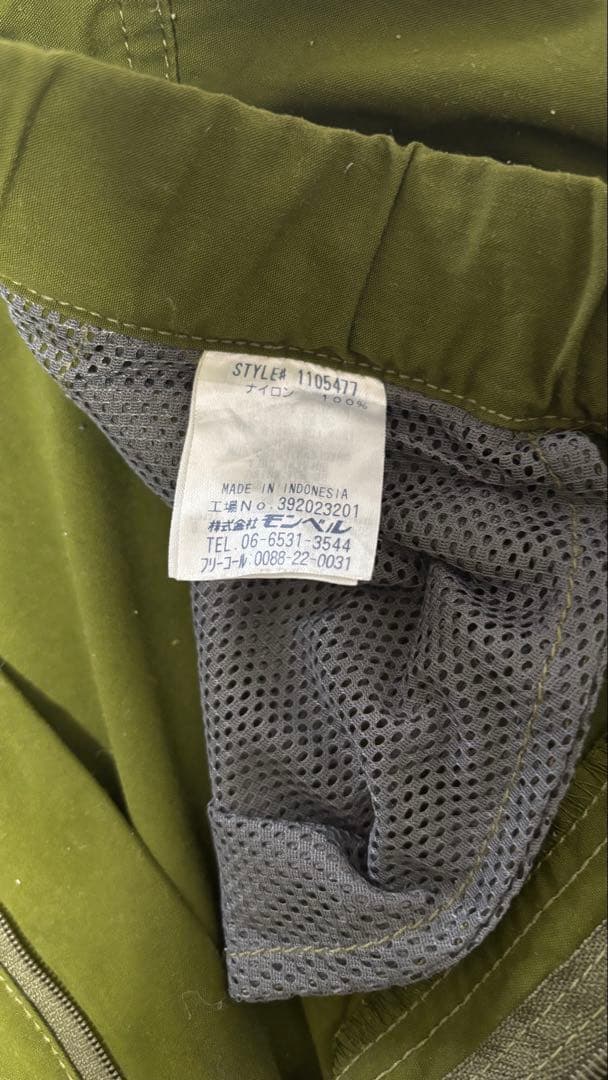 STYLE# 1105477
ナイロン 100%
MADE IN INDONESIA
工場No.392023201
株式会社 モンベル
TEL.06-6531-3544
フリーコール.0088-22-0031